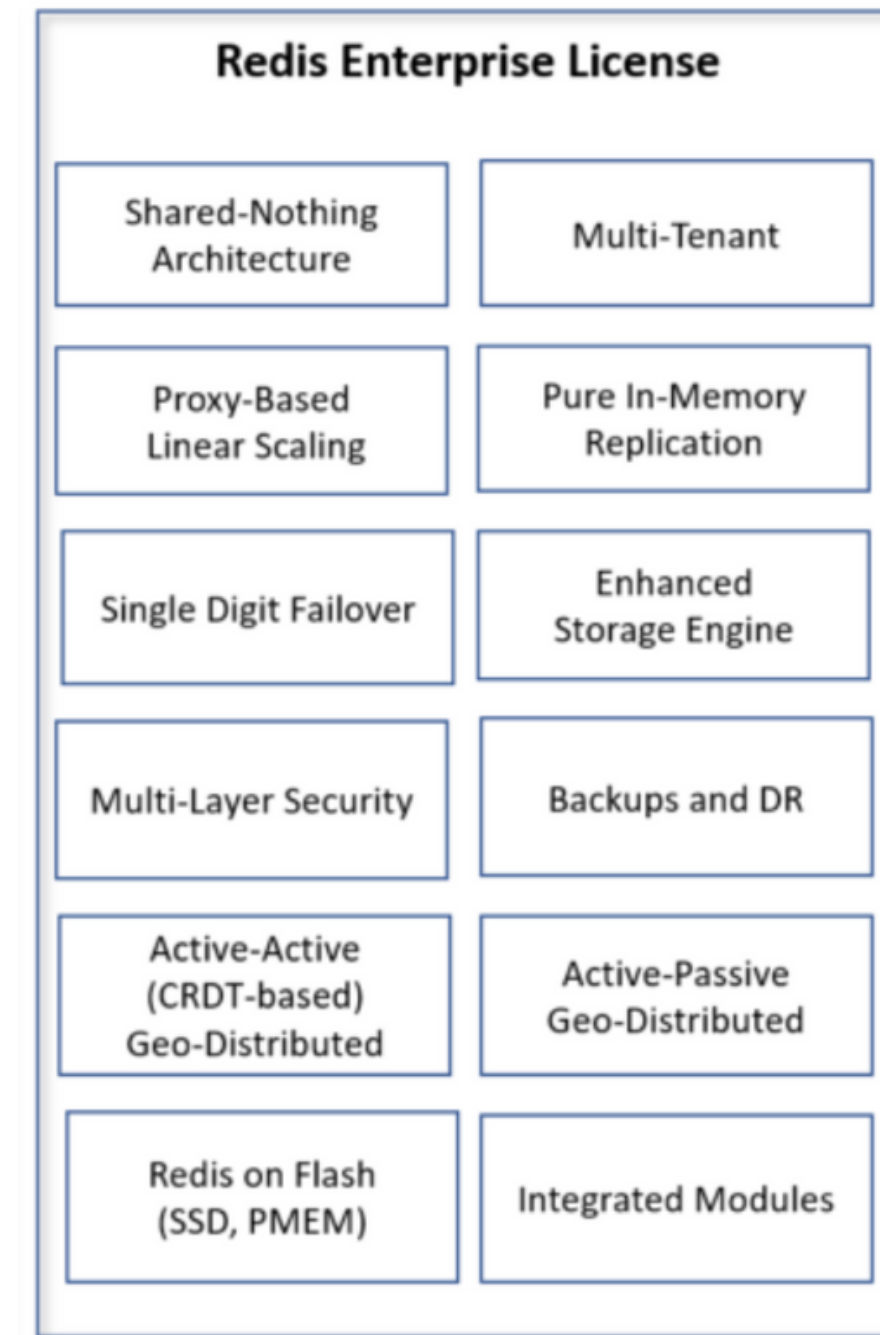 Redis Enterprise License
Shared-Nothing
Architecture
Multi-Tenant
Proxy-Based
Linear Scaling
Pure In-Memory
Replication
Single Digit Failover
Enhanced
Storage Engine
Multi-Layer Security
Backups and DR
Active-Active
(CRDT-based)
Geo-Distributed
Active-Passive
Geo-Distributed
Redis on Flash
(SSD, PMEM)
Integrated Modules